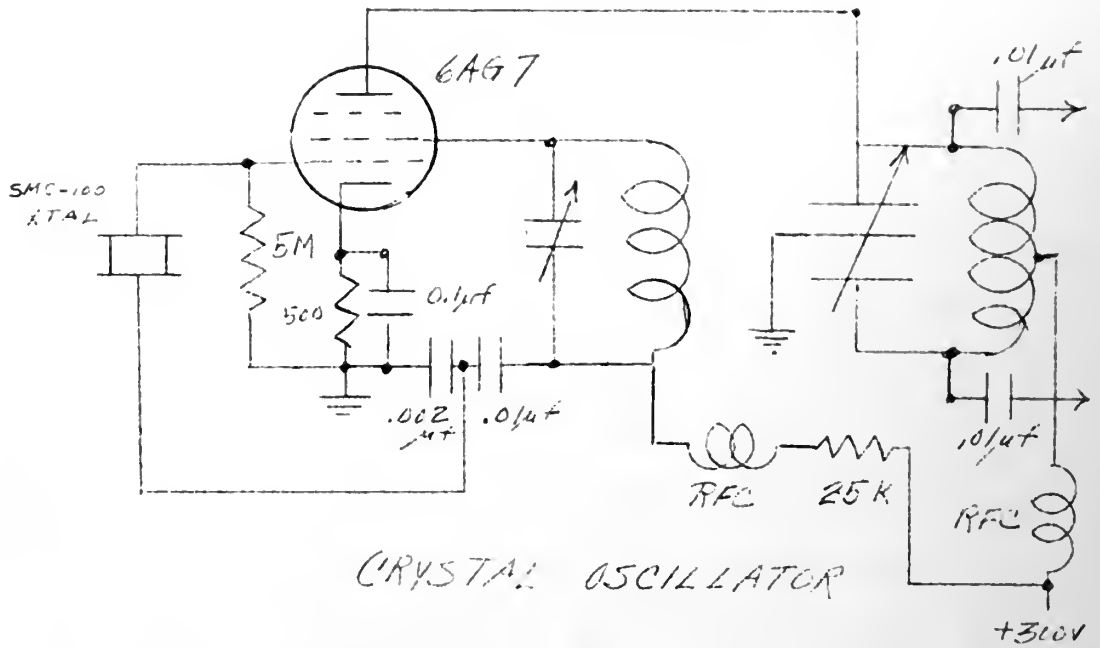 6AG7
.01μf
SMC-100
XTAL
5M
500
0.1μf
.002
μf
.01μf
.01μf
RFC
25K
RFC
CRYSTAL OSCILLATOR
+300V